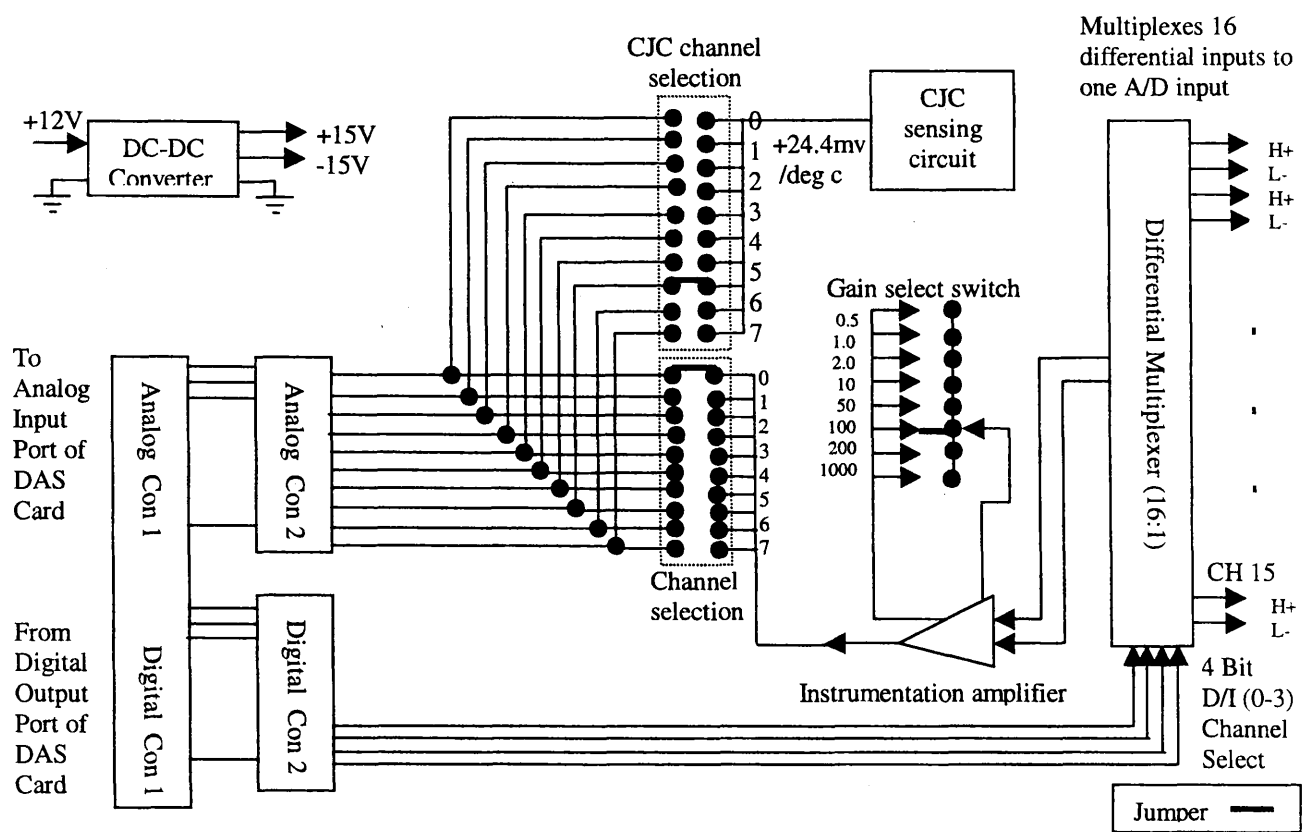 Multiplexes 16
differential inputs to
one A/D input
CJC channel
selection
CJC
sensing
circuit
+12V
DC-DC
Converter
+15V
-15V
+24.4mv
/deg c
0
1
2
3
4
5
6
7
H+
L-
H+
L-
Differential Multiplexer (16:1)
Gain select switch
0.5
1.0
2.0
10
50
100
200
1000
To
Analog
Input
Port of
DAS
Card
Analog Con 1
Analog Con 2
0
1
2
3
4
5
6
7
Channel
selection
CH 15
H+
L-
From
Digital
Output
Port of
DAS
Card
Digital Con 1
Digital Con 2
Instrumentation amplifier
4 Bit
D/I (0-3)
Channel
Select
Jumper